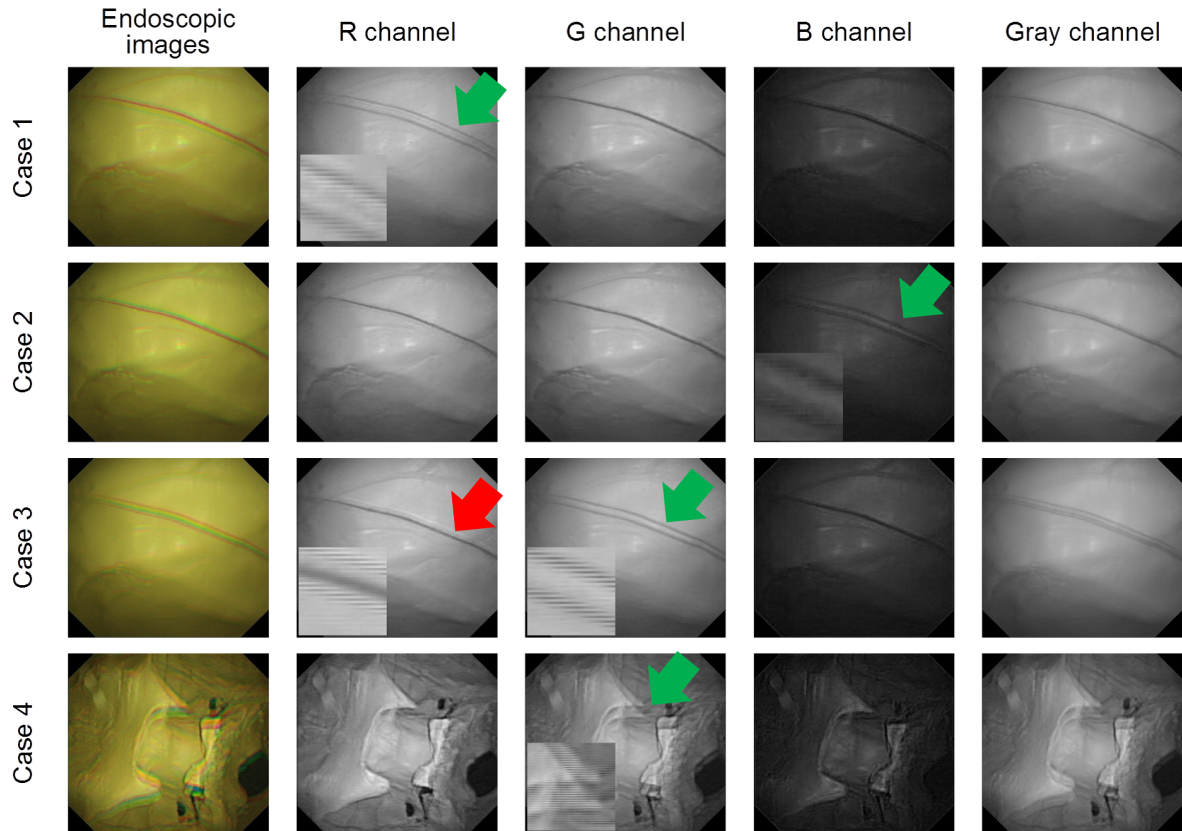 Endoscopic
images
R channel
G channel
B channel
Gray channel
Case 1
Case 2
Case 3
Case 4